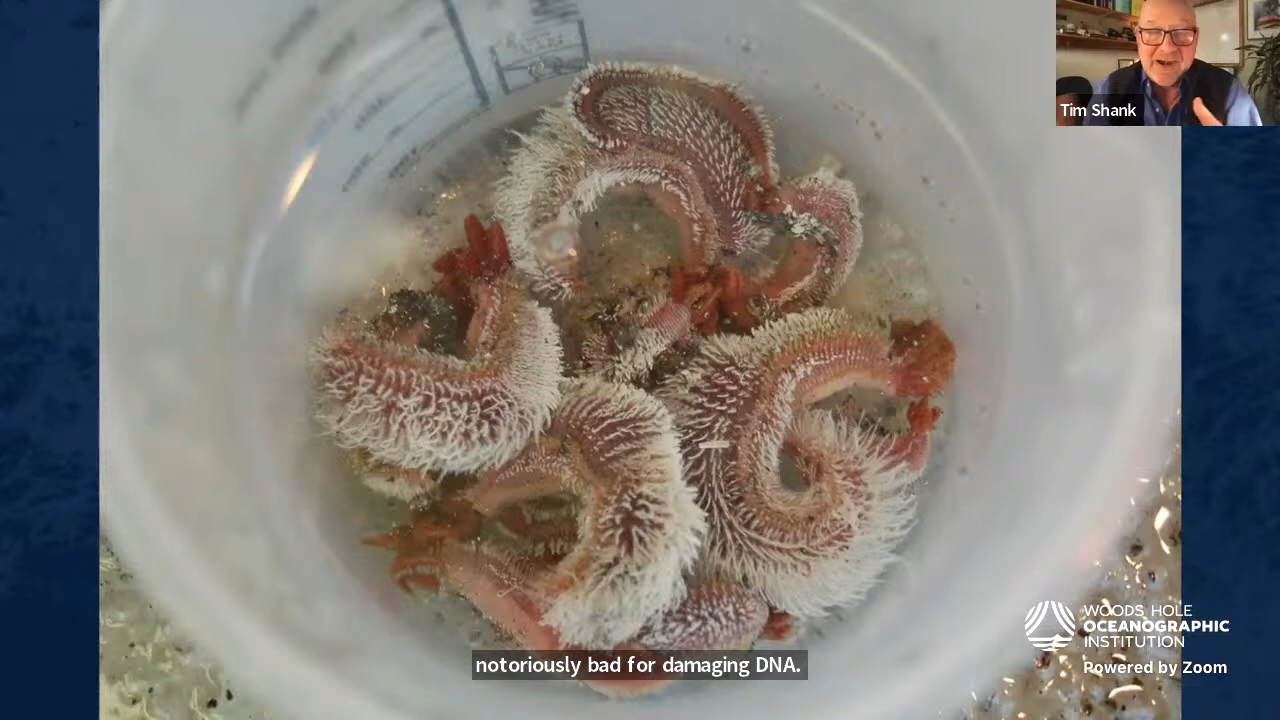 Tim Shank
WOODS HOLE
OCEANOGRAPHIC
INSTITUTION
notoriously bad for damaging DNA.
Powered by Zoom